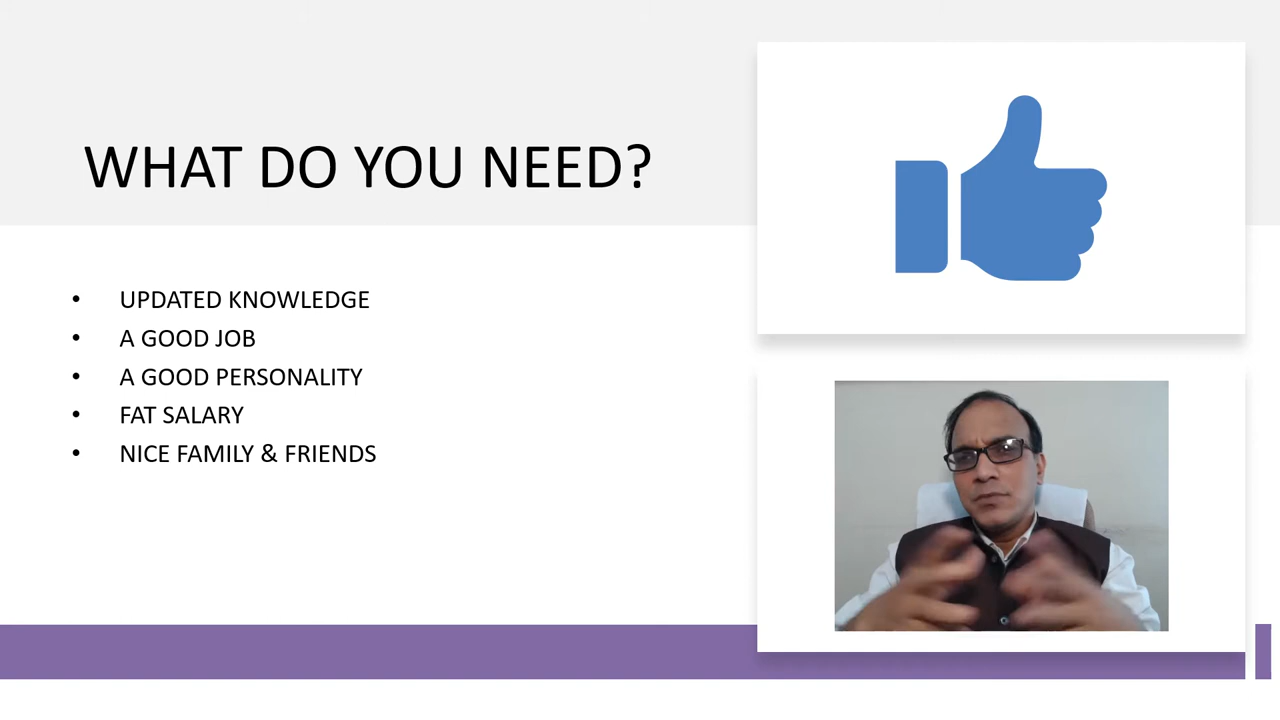 WHAT DO YOU NEED?
• UPDATED KNOWLEDGE
• A GOOD JOB
• A GOOD PERSONALITY
• FAT SALARY
• NICE FAMILY & FRIENDS